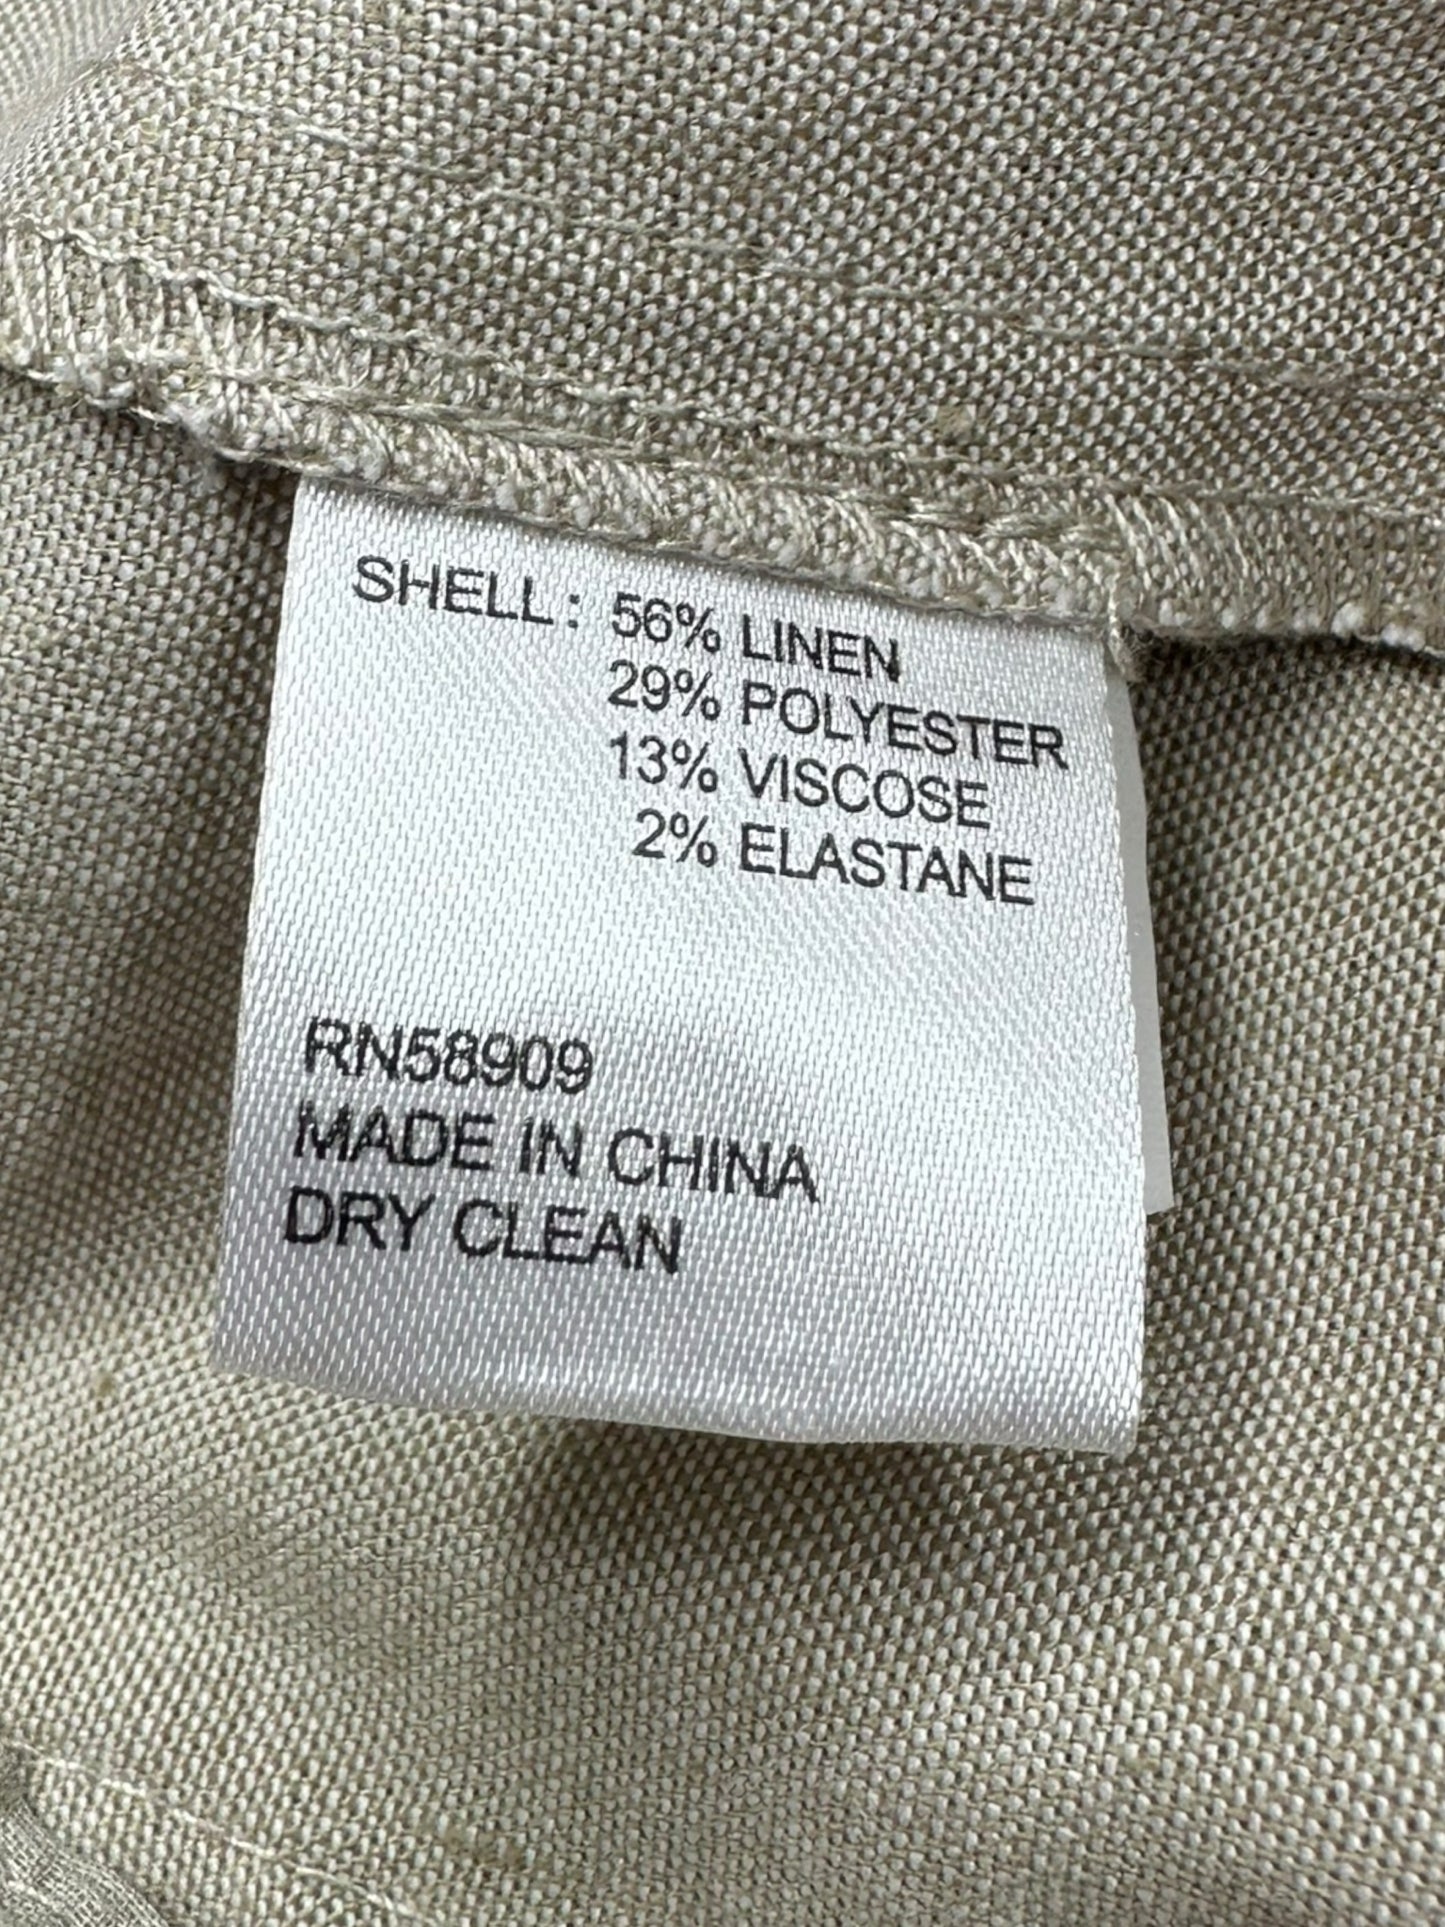 SHELL: 56% LINEN
29% POLYESTER
13% VISCOSE
2% ELASTANE
RN58909
MADE IN CHINA
DRY CLEAN